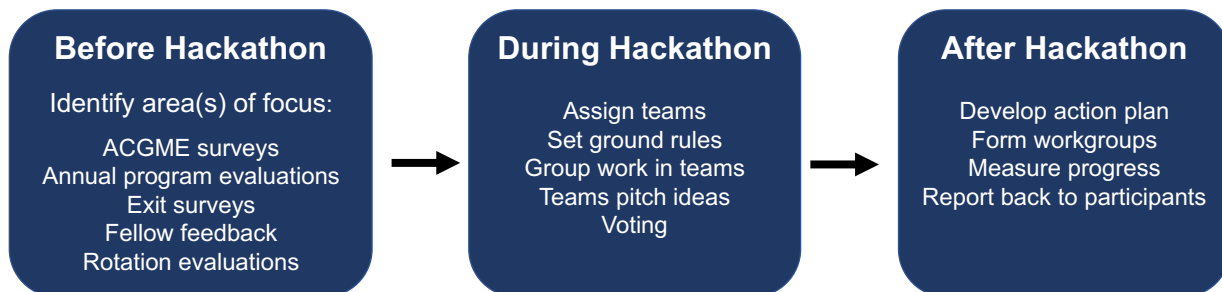 Before Hackathon
Identify area(s) of focus:
ACGME surveys
Annual program evaluations
Exit surveys
Fellow feedback
Rotation evaluations
During Hackathon
Assign teams
Set ground rules
Group work in teams
Teams pitch ideas
Voting
After Hackathon
Develop action plan
Form workgroups
Measure progress
Report back to participants